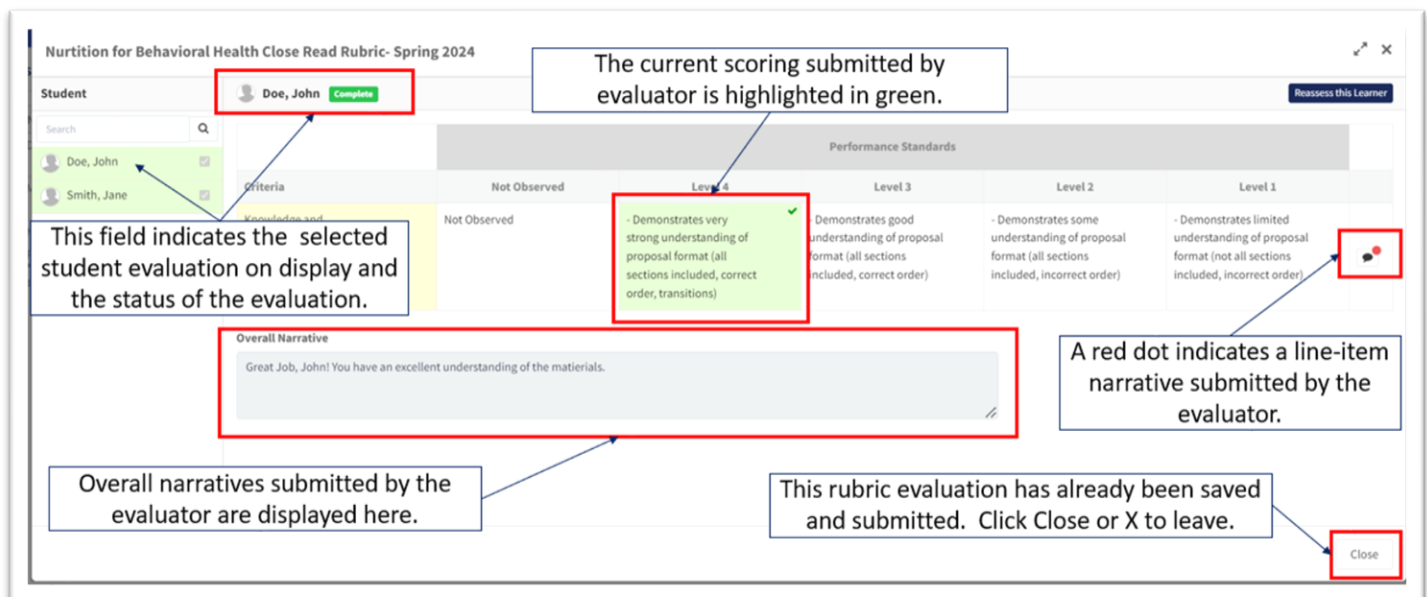 Nurtition for Behavioral Health Close Read Rubric- Spring 2024
The current scoring submitted by
evaluator is highlighted in green.
Student
Doe, John Complete
Reassess this Learner
Search
Doe, John
Smith, Jane
Performance Standards
Criteria Not Observed Level 4 Level 3 Level 2 Level 1
Knowledge and
Not Observed
- Demonstrates very
strong understanding of
proposal format (all
sections included, correct
order, transitions)
- Demonstrates good
understanding of proposal
format (all sections
included, correct order)
- Demonstrates some
understanding of proposal
format (all sections
included, incorrect order)
- Demonstrates limited
understanding of proposal
format (not all sections
included, incorrect order)
This field indicates the selected
student evaluation on display and
the status of the evaluation.
Overall Narrative
Great Job, John! You have an excellent understanding of the matierials.
A red dot indicates a line-item
narrative submitted by the
evaluator.
Overall narratives submitted by the
evaluator are displayed here.
This rubric evaluation has already been saved
and submitted. Click Close or X to leave.
Close